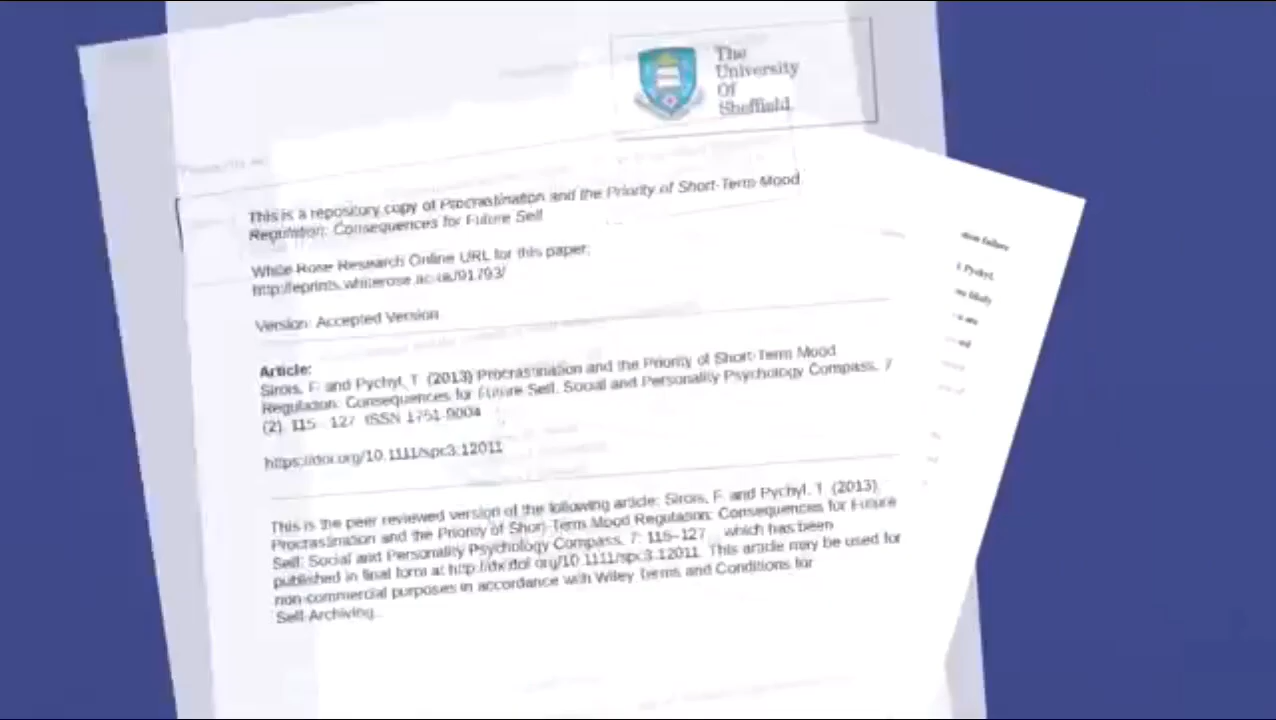 The
University
Of
Sheffield
This is a repository copy of Procrastination and the Priority of Short-Term Mood
Regulation: Consequences for Future Self
White Rose Research Online URL for this paper:
http://eprints.whiterose.ac.uk/91793/
Version: Accepted Version
Article:
Sirois, F. and Pychyl, T. (2013) Procrastination and the Priority of Short-Term Mood
Regulation: Consequences for Future Self. Social and Personality Psychology Compass, 7
(2). 115 - 127. ISSN 1751-9004
https://doi.org/10.1111/spc3.12011
This is the peer reviewed version of the following article: Sirois, F. and Pychyl, T. (2013),
Procrastination and the Priority of Short-Term Mood Regulation: Consequences for Future
Self. Social and Personality Psychology Compass, 7: 115–127, , which has been
published in final form at http://dx.doi.org/10.1111/spc3.12011. This article may be used for
non-commercial purposes in accordance with Wiley Terms and Conditions for
Self-Archiving.
failure
Pychyl,
likely